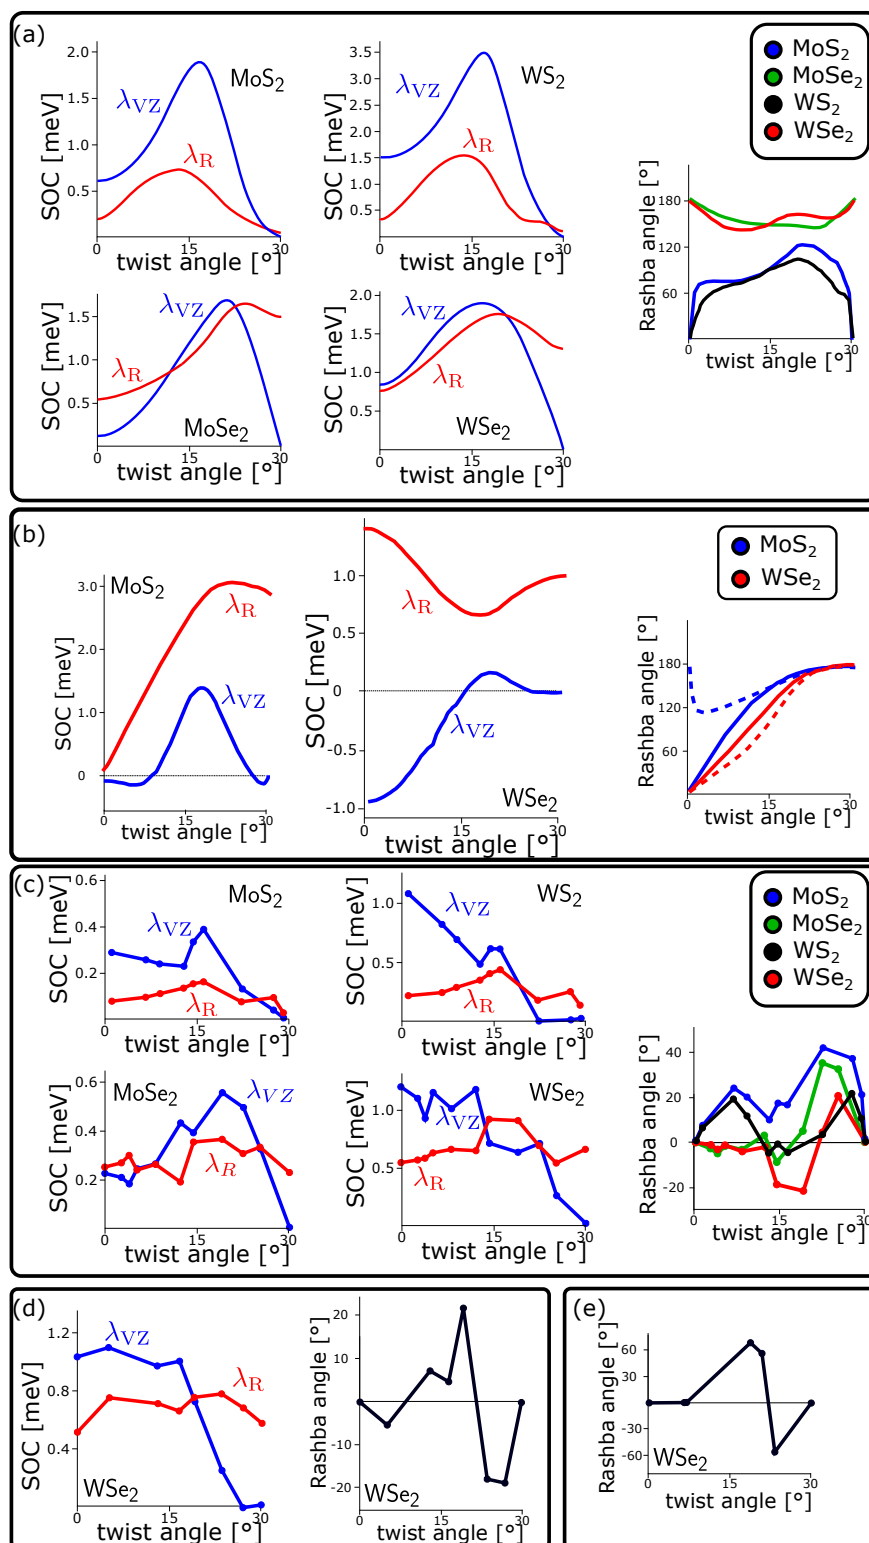 (a)
MoS2
λVZ
λR
SOC [meV]
2.0
1.5
1.0
0.5
0
15
30
twist angle [°]
WS2
λVZ
λR
SOC [meV]
3.5
3.0
2.5
2.0
1.5
1.0
0.5
0
15
30
twist angle [°]
MoS2
MoSe2
WS2
WSe2
Rashba angle [°]
180
120
60
0
15
30
twist angle [°]
λVZ
λR
MoSe2
SOC [meV]
1.5
1.0
0.5
0
15
30
twist angle [°]
λVZ
λR
WSe2
SOC [meV]
2.0
1.5
1.0
0.5
0
15
30
twist angle [°]
(b)
MoS2
λR
λVZ
SOC [meV]
3.0
2.0
1.0
0
0
15
30
twist angle [°]
λR
λVZ
WSe2
SOC [meV]
1.0
0.5
0
-0.5
-1.0
0
15
30
twist angle [°]
MoS2
WSe2
Rashba angle [°]
180
120
60
0
15
30
twist angle [°]
(c)
MoS2
λVZ
λR
SOC [meV]
0.6
0.4
0.2
0
15
30
twist angle [°]
WS2
λVZ
λR
SOC [meV]
1.0
0.5
0
15
30
twist angle [°]
MoS2
MoSe2
WS2
WSe2
Rashba angle [°]
40
20
0
-20
0
15
30
twist angle [°]
MoSe2
λVZ
λR
SOC [meV]
0.6
0.4
0.2
0
15
30
twist angle [°]
WSe2
λVZ
λR
SOC [meV]
1.0
0.5
0
15
30
twist angle [°]
(d)
λVZ
λR
WSe2
SOC [meV]
1.2
0.8
0.4
0
15
30
twist angle [°]
Rashba angle [°]
20
10
0
-10
-20
WSe2
0
15
30
twist angle [°]
(e)
Rashba angle [°]
60
30
0
-30
-60
WSe2
0
15
30
twist angle [°]